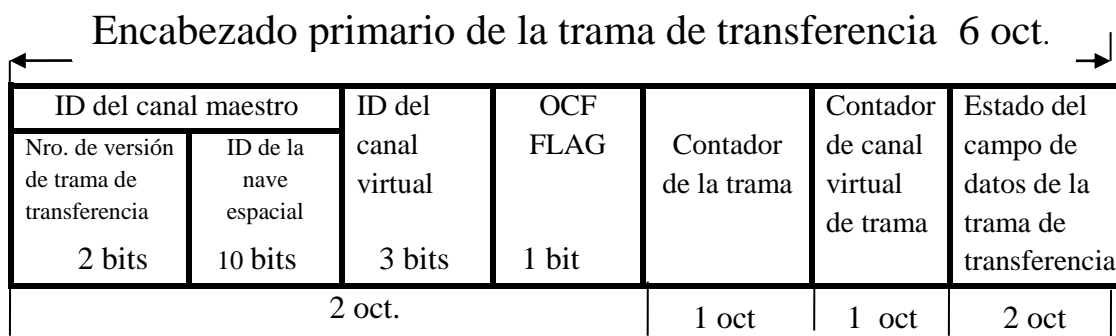 Encabezado primario de la trama de transferencia 6 oct.
ID del canal maestro
Nro. de versión
de trama de
transferencia
2 bits
ID de la
nave
espacial
10 bits
ID del
canal
virtual
3 bits
OCF
FLAG
1 bit
Contador
de la trama
Contador
de canal
virtual
de trama
Estado del
campo de
datos de la
trama de
transferencia
2 oct.
1 oct
1 oct
2 oct